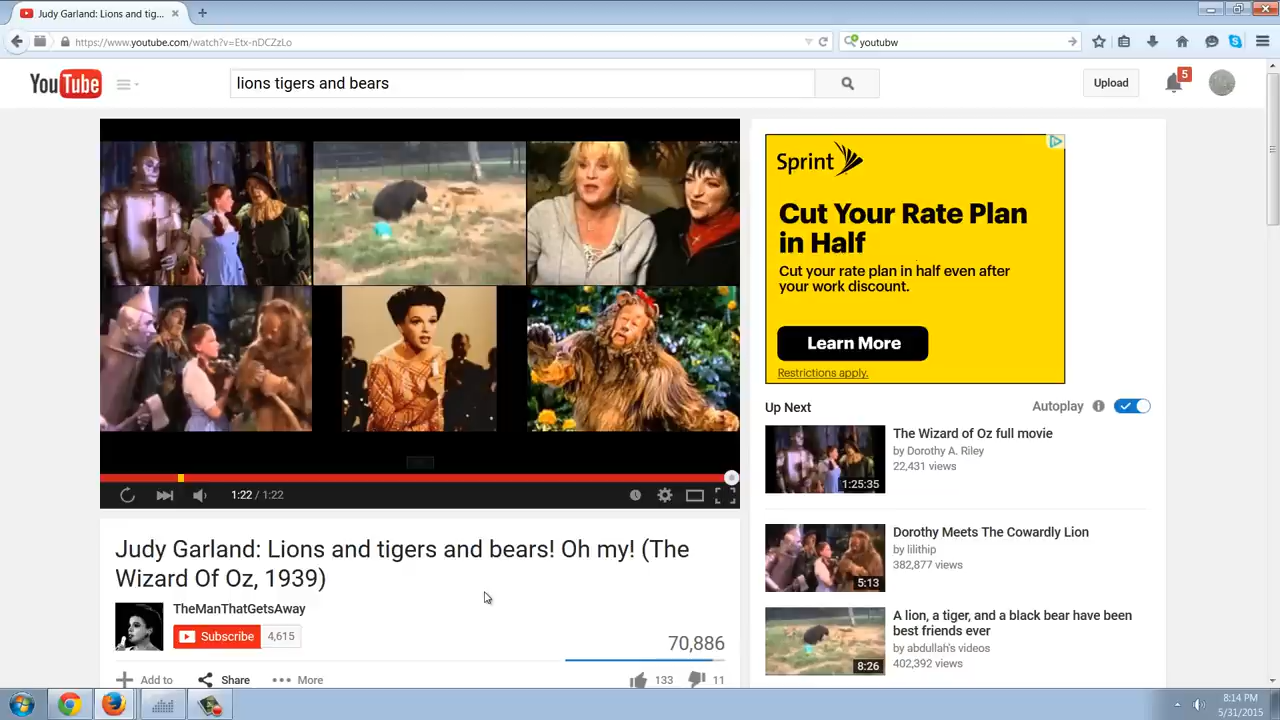 Judy Garland: Lions and tig...
https://www.youtube.com/watch?v=Etx-nDCZzLo
youtubw
YouTube
lions tigers and bears
Upload
5
Sprint
Cut Your Rate Plan
in Half
Cut your rate plan in half even after
your work discount.
Learn More
Restrictions apply.
Up Next
Autoplay
The Wizard of Oz full movie
by Dorothy A. Riley
22,431 views
1:25:35
Dorothy Meets The Cowardly Lion
by lilithip
382,877 views
5:13
A lion, a tiger, and a black bear have been
best friends ever
by abdullah's videos
402,392 views
8:26
1:22 / 1:22
Judy Garland: Lions and tigers and bears! Oh my! (The
Wizard Of Oz, 1939)
TheManThatGetsAway
Subscribe 4,615
70,886
Add to Share More
133 11
8:14 PM
5/31/2015